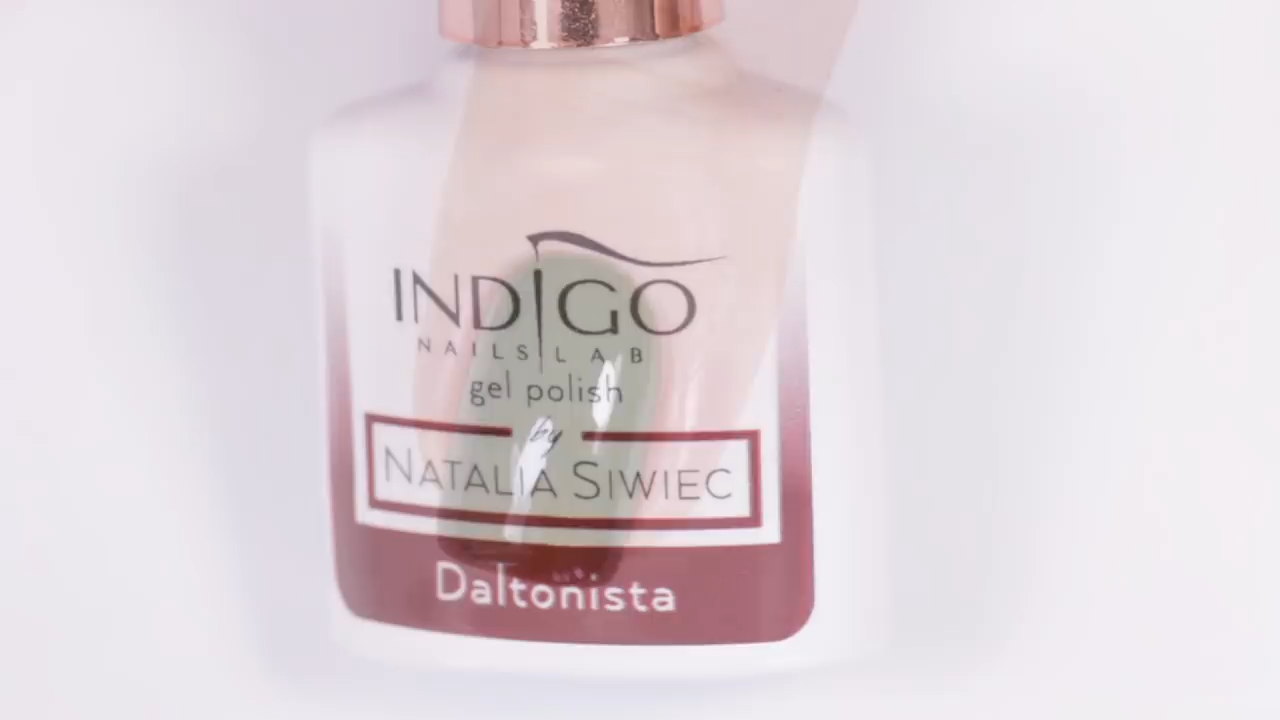 INDIGO
NAILS LAB
gel polish
by
NATALIA SIWIEC
Daltonista